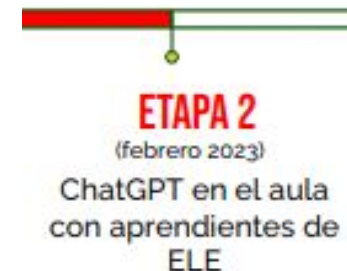 ETAPA 2
(febrero 2023)
ChatGPT en el aula
con aprendientes de
ELE